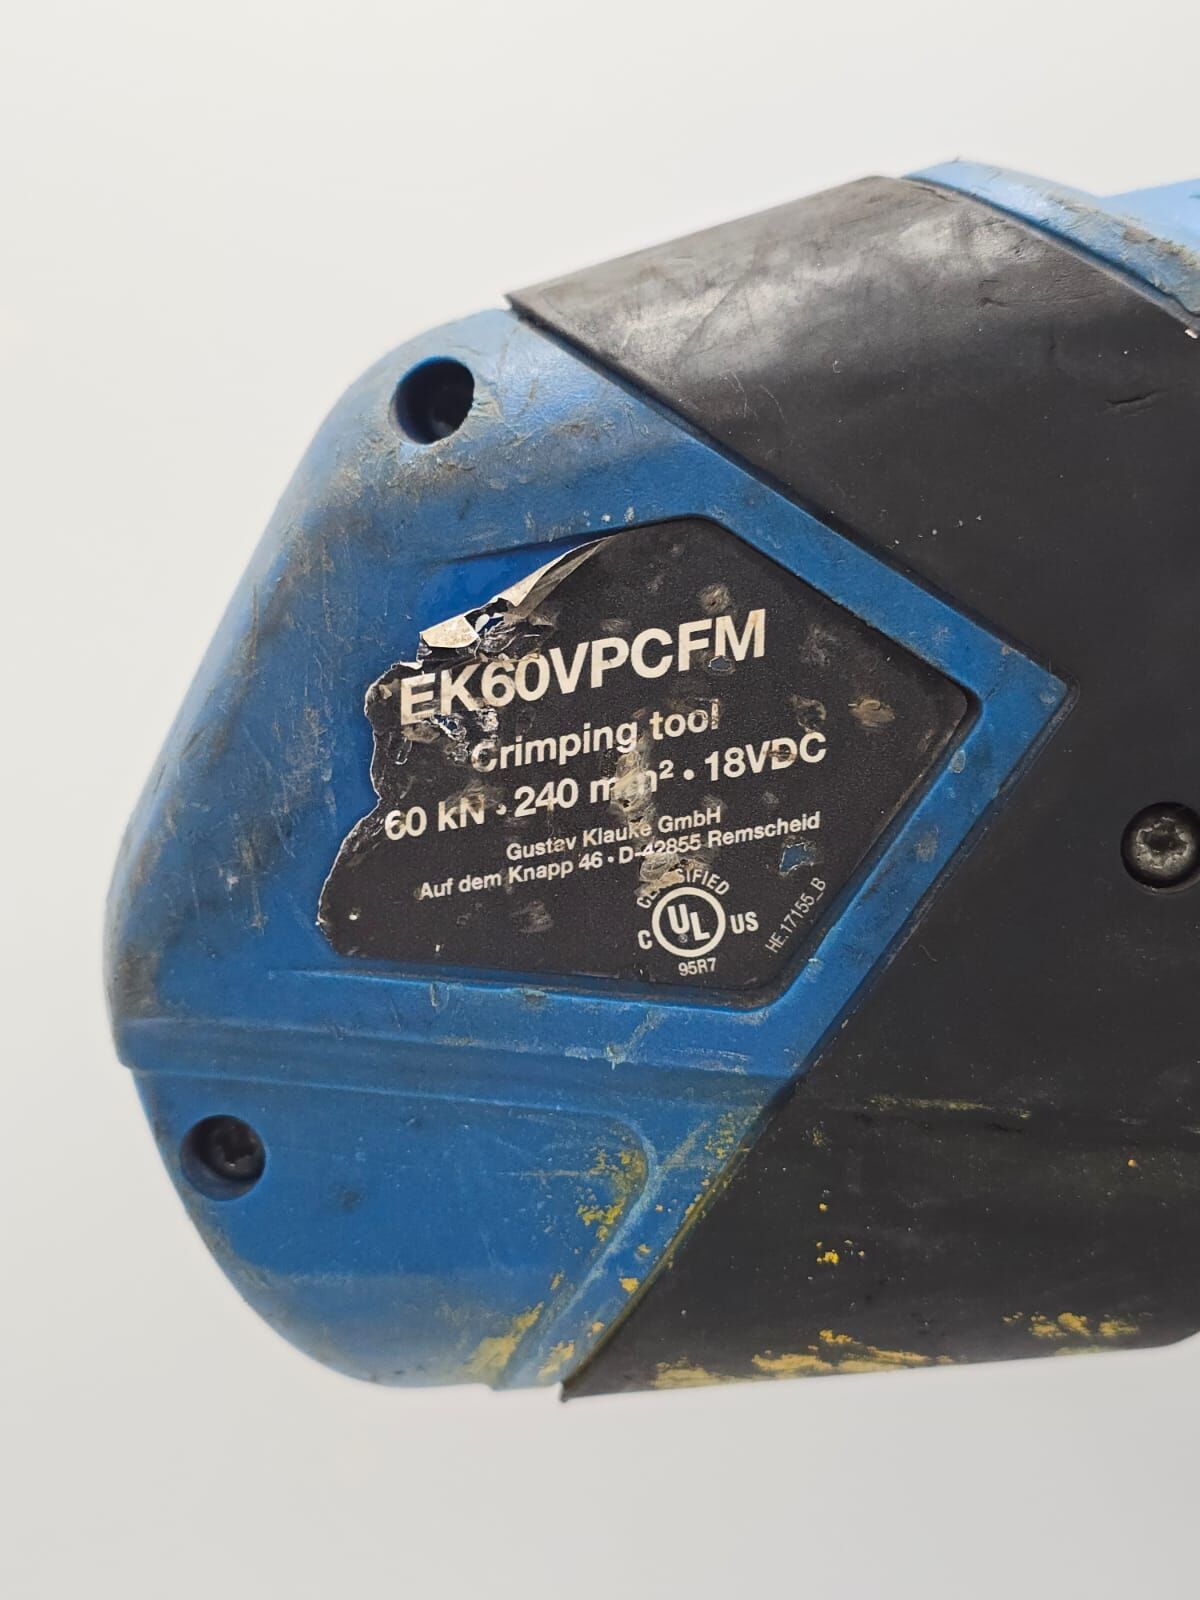 EK60VPCFM
Crimping tool
60 kN • 240 mm² • 18VDC
Gustav Klauke GmbH
Auf dem Knapp 46 • D-42855 Remscheid
CLASSIFIED
C UL ® US
95R7
HE.17155_B